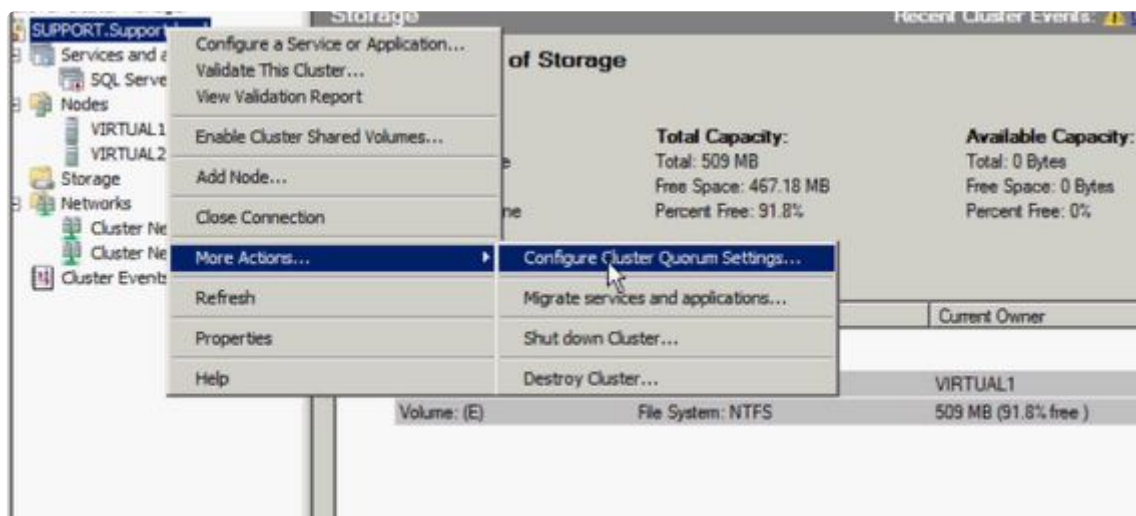 Storage
Recent Cluster Events:
SUPPORT.Support
Services and a
SQL Serve
Nodes
VIRTUAL1
VIRTUAL2
Storage
Networks
Cluster Ne
Cluster Ne
Cluster Events
Configure a Service or Application...
Validate This Cluster...
View Validation Report
Enable Cluster Shared Volumes...
Add Node...
Close Connection
More Actions...
Refresh
Properties
Help
Configure Cluster Quorum Settings...
Migrate services and applications...
Shut down Cluster...
Destroy Cluster...
of Storage
Total Capacity:
Total: 509 MB
Free Space: 467.18 MB
Percent Free: 91.8%
Available Capacity:
Total: 0 Bytes
Free Space: 0 Bytes
Percent Free: 0%
Current Owner
VIRTUAL1
Volume: (E) File System: NTFS 509 MB (91.8% free )